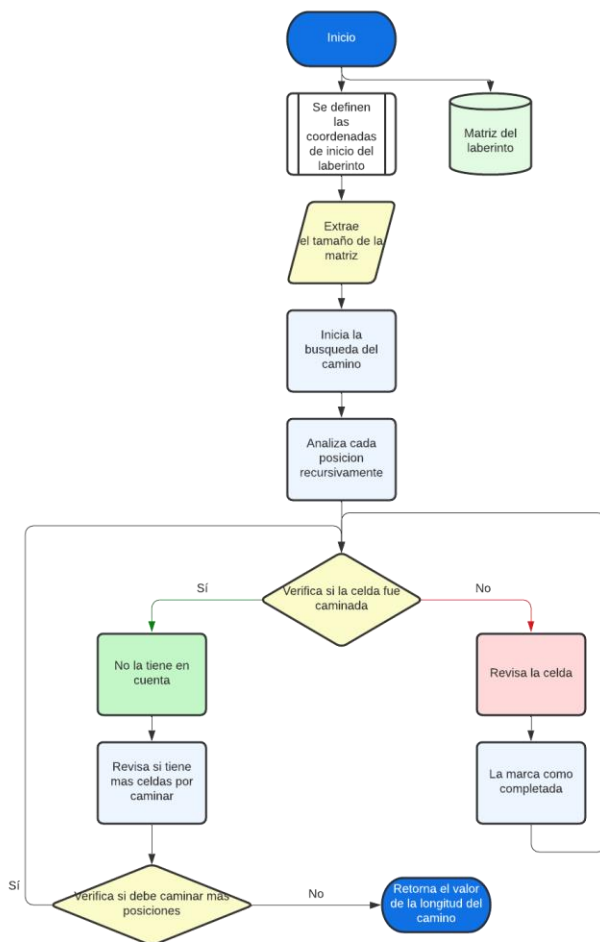 Inicio
Se definen
las
coordenadas
de inicio del
laberinto
Matriz del
laberinto
Extrae
el tamaño de la
matriz
Inicia la
busqueda del
camino
Analiza cada
posicion
recursivamente
Verifica si la celda fue
caminada
Sí
No
No la tiene en
cuenta
Revisa la celda
Revisa si tiene
mas celdas por
caminar
La marca como
completada
Verifica si debe caminar mas
posiciones
Sí
No
Retorna el valor
de la longitud del
camino